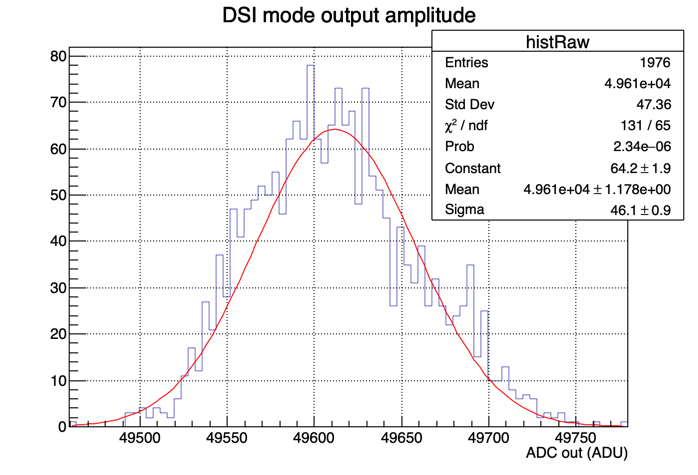 DSI mode output amplitude
histRaw
Entries 1976
Mean 4.961e+04
Std Dev 47.36
χ² / ndf 131 / 65
Prob 2.34e−06
Constant 64.2 ± 1.9
Mean 4.961e+04 ± 1.178e+00
Sigma 46.1 ± 0.9
80
70
60
50
40
30
20
10
0
49500 49550 49600 49650 49700 49750
ADC out (ADU)